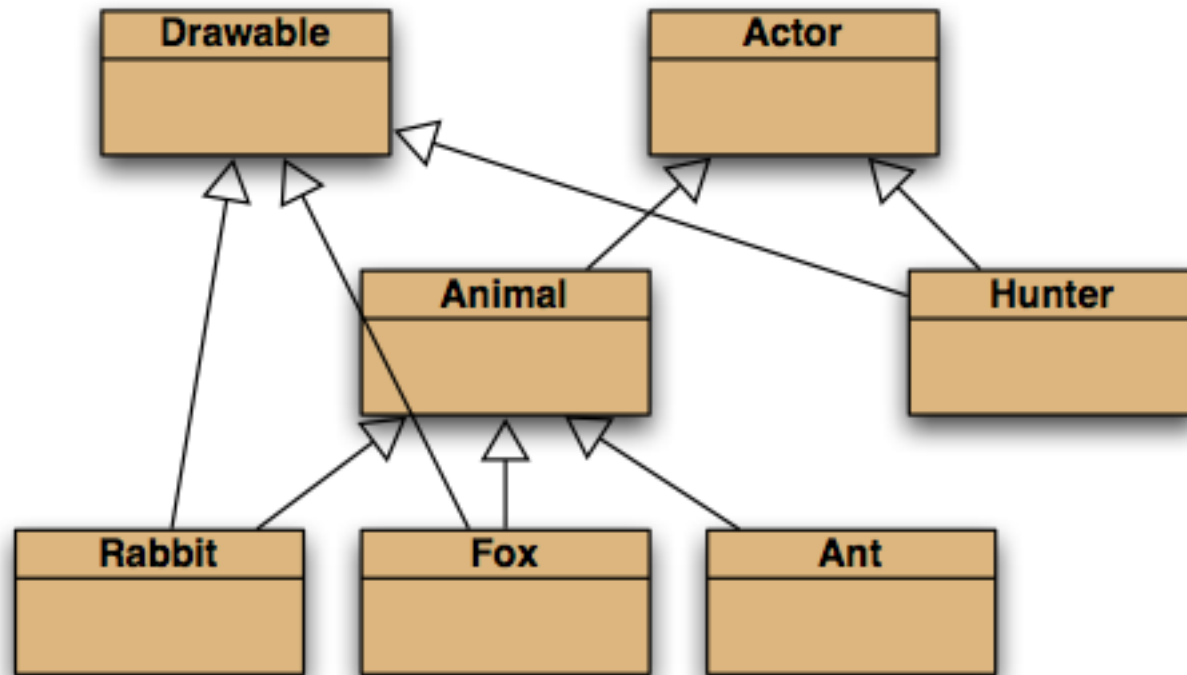 Drawable
Actor
Animal
Hunter
Rabbit
Fox
Ant